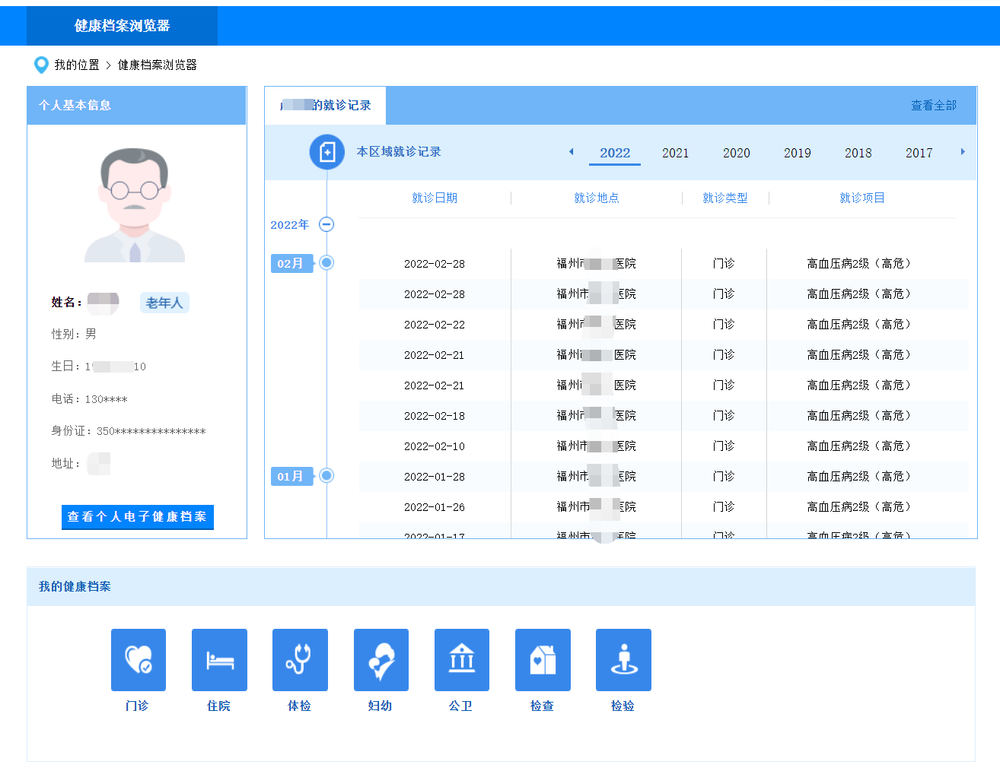 健康档案浏览器
我的位置 > 健康档案浏览器
个人基本信息
姓名： 老年人
性别：男
生日：1 10
电话：130****
身份证：350***************
地址：
查看个人电子健康档案
的就诊记录 查看全部
本区域就诊记录 2022 2021 2020 2019 2018 2017
就诊日期 就诊地点 就诊类型 就诊项目
2022年
02月 2022-02-28 福州市 医院 门诊 高血压病2级（高危）
2022-02-28 福州市 医院 门诊 高血压病2级（高危）
2022-02-22 福州市 医院 门诊 高血压病2级（高危）
2022-02-21 福州市 医院 门诊 高血压病2级（高危）
2022-02-21 福州市 医院 门诊 高血压病2级（高危）
2022-02-18 福州市 医院 门诊 高血压病2级（高危）
2022-02-10 福州市 医院 门诊 高血压病2级（高危）
01月 2022-01-28 福州市 医院 门诊 高血压病2级（高危）
2022-01-26 福州市 医院 门诊 高血压病2级（高危）
2022-01-17 福州市 医院 门诊 高血压病2级（高危）
我的健康档案
门诊 住院 体检 妇幼 公卫 检查 检验